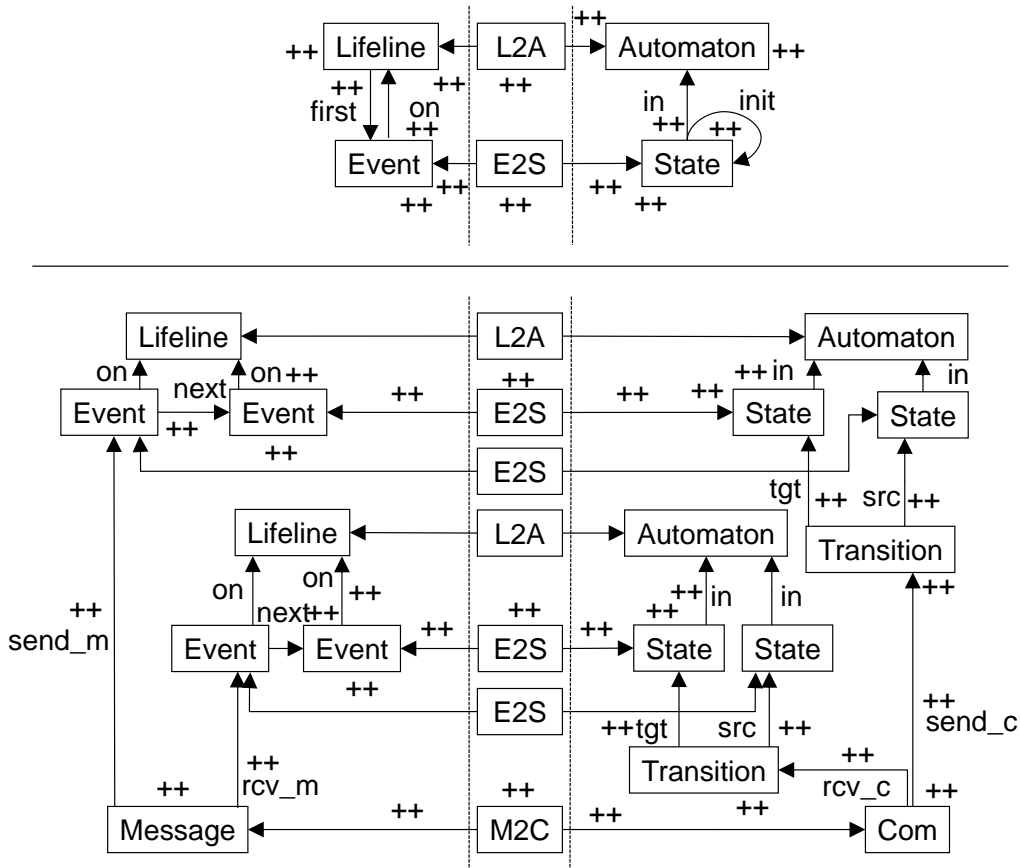 ++
++ Lifeline L2A Automaton ++
++ ++ ++
first on in init
++ ++ ++
Event E2S State
++ ++ ++
++ ++ ++
Lifeline L2A Automaton
on next on ++ ++ ++ ++ in in
Event Event ++ E2S ++ State State
++ ++
E2S
tgt ++ src ++
Lifeline L2A Automaton Transition
on on ++ ++ in in ++
++ next ++ ++ ++
send_m Event Event ++ E2S ++ State State
++
E2S ++
++ tgt src ++ send_c
++ ++ rcv_m ++ Transition ++ rcv_c
++ ++ ++ ++ ++
Message M2C Com